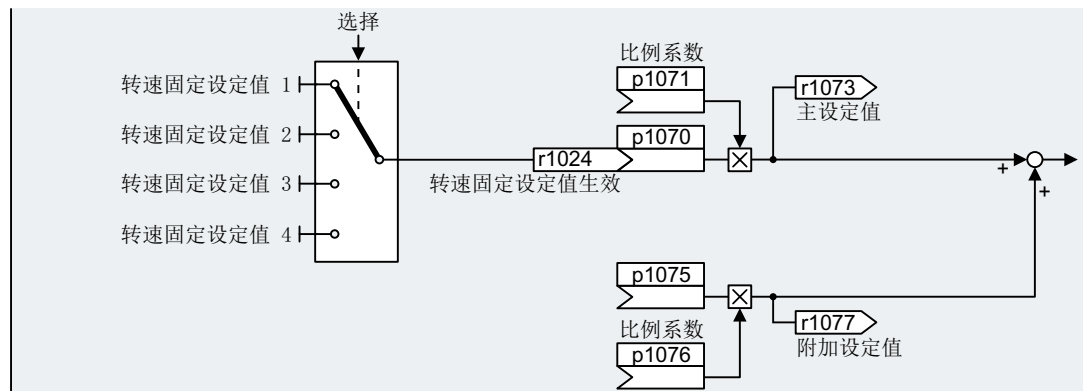 选择
比例系数
转速固定设定值 1
p1071
r1073
主设定值
转速固定设定值 2
p1070
r1024
+
转速固定设定值 3
转速固定设定值生效
+
转速固定设定值 4
p1075
比例系数
r1077
p1076
附加设定值